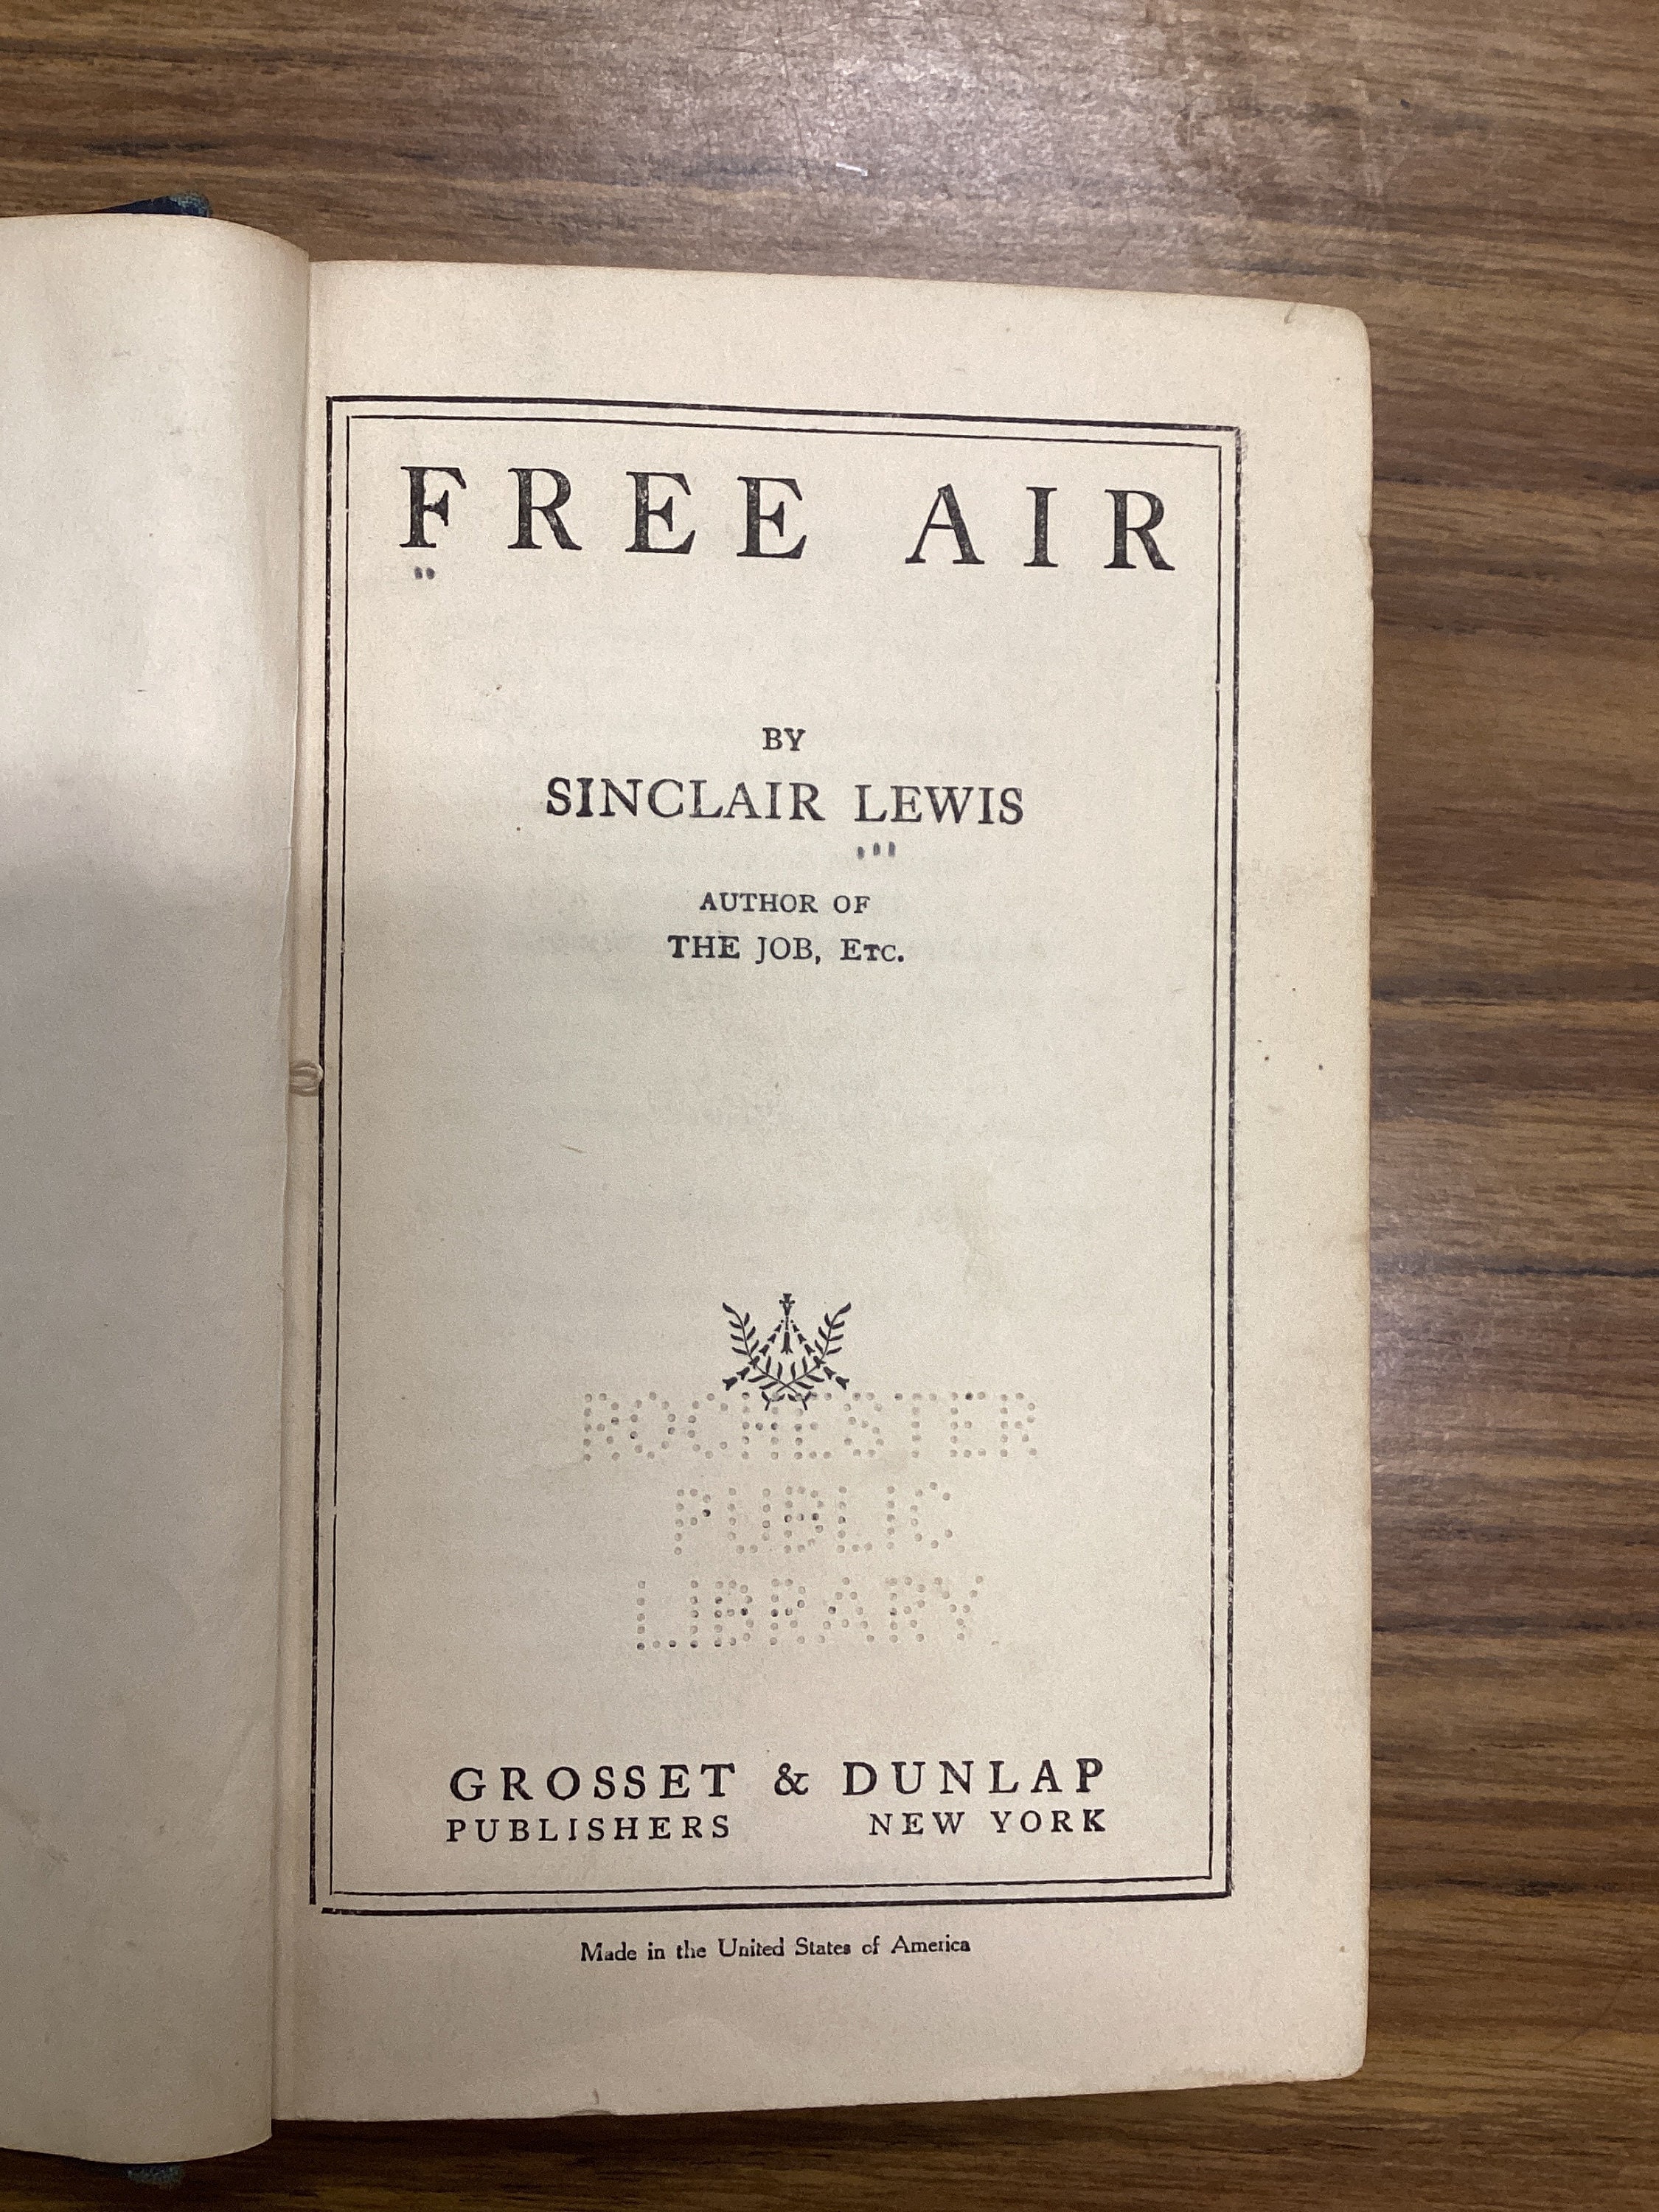 FREE AIR
BY
SINCLAIR LEWIS
AUTHOR OF
THE JOB, ETC.
ROCHESTER
PUBLIC
LIBRARY
GROSSET & DUNLAP
PUBLISHERS NEW YORK
Made in the United States of America